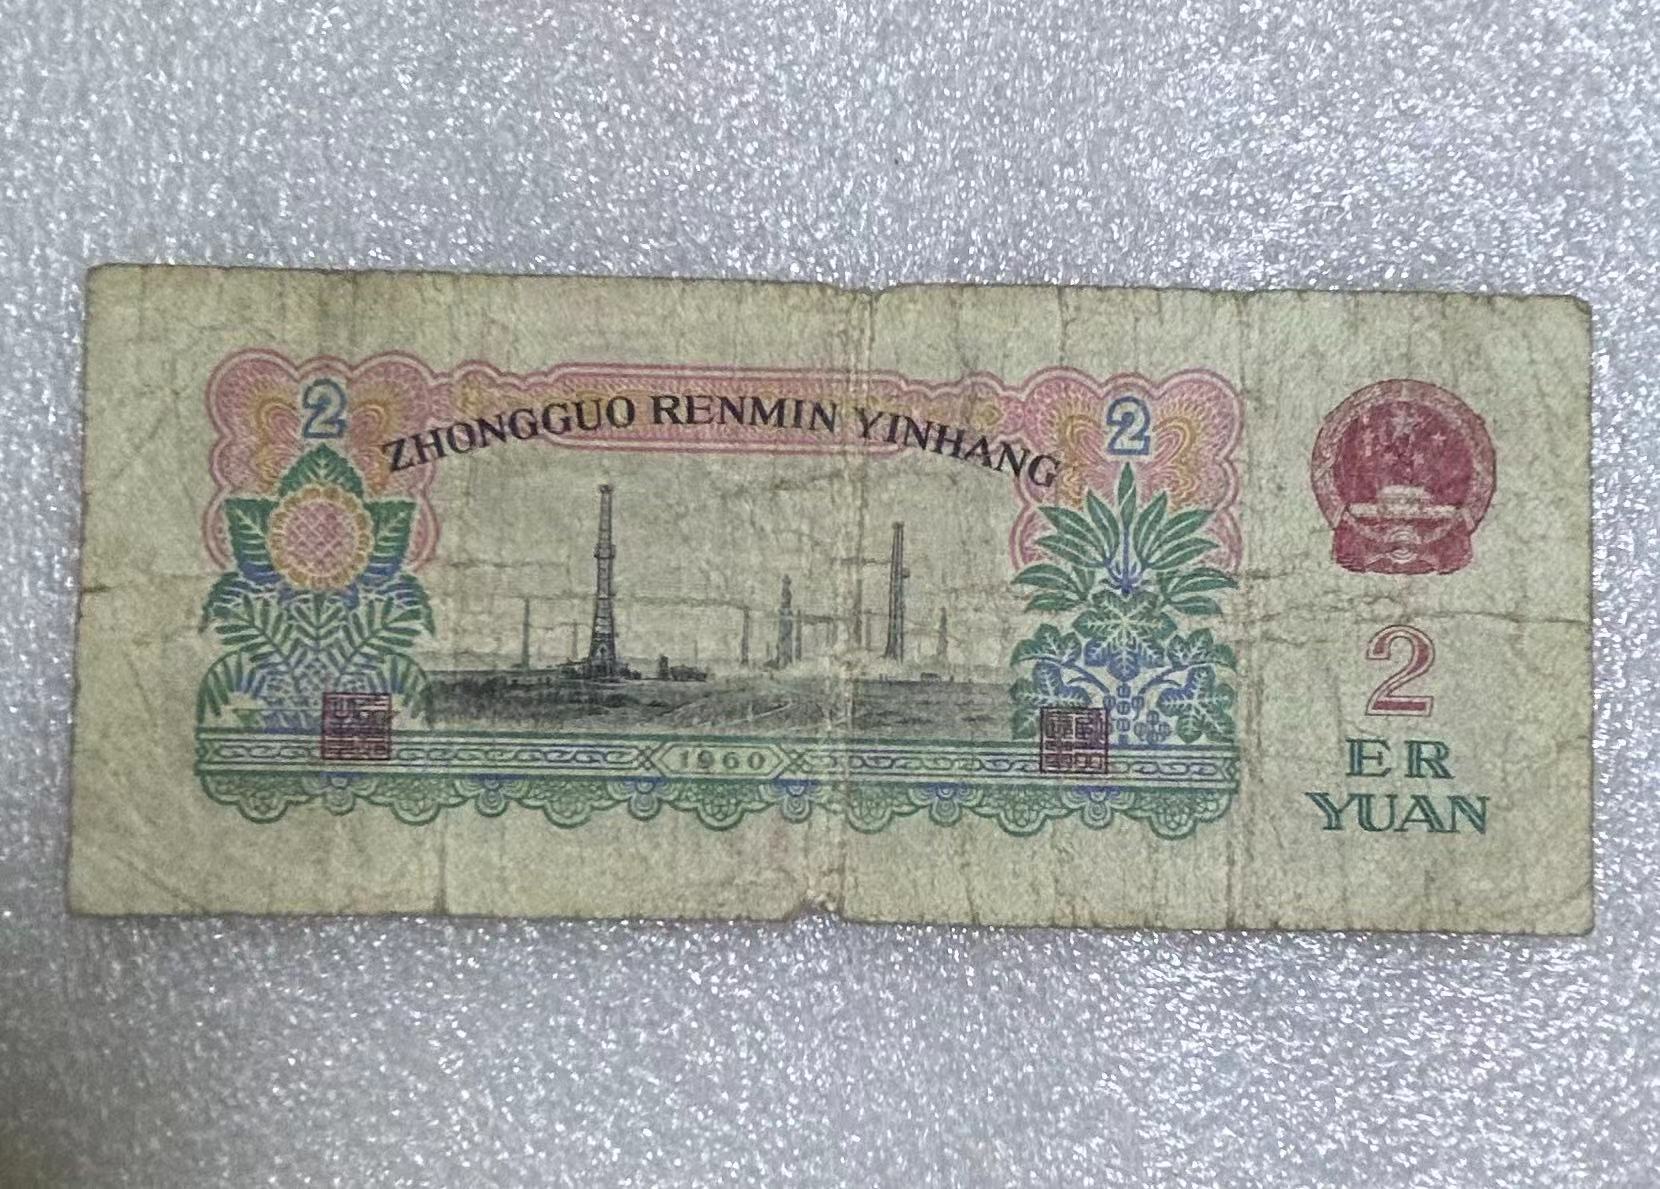 2
2
ZHONGGUO RENMIN YINHANG
1960
2
ER
YUAN